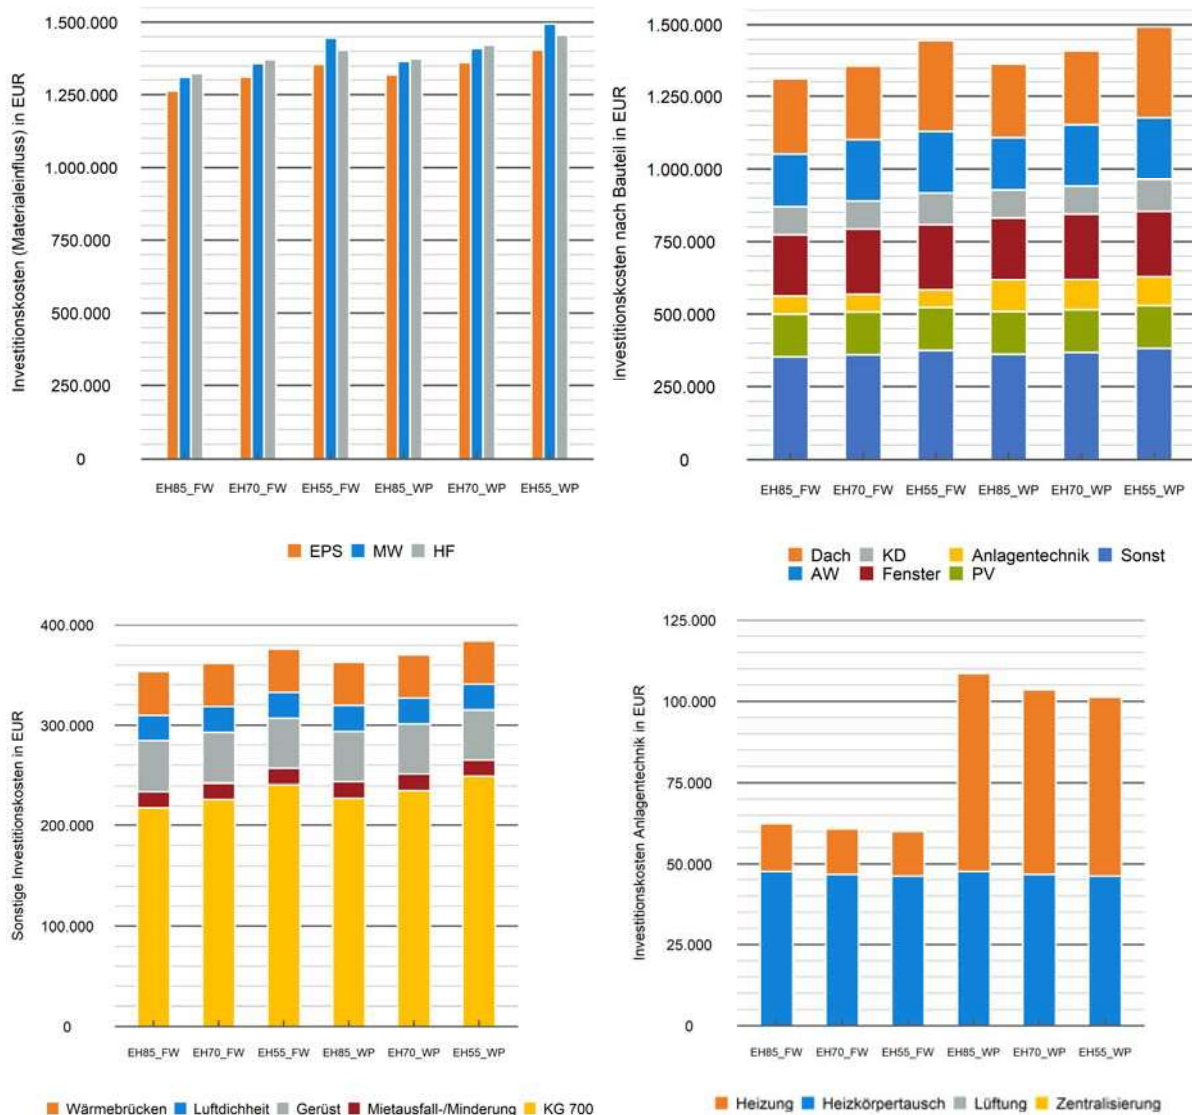 Investitionskosten (Materialeinfluss) in EUR
1.500.000
1.250.000
1.000.000
750.000
500.000
250.000
0
EH85_FW EH70_FW EH55_FW EH85_WP EH70_WP EH55_WP
EPS MW HF
Investitionskosten nach Bauteil in EUR
1.500.000
1.250.000
1.000.000
750.000
500.000
250.000
0
EH85_FW EH70_FW EH55_FW EH85_WP EH70_WP EH55_WP
Dach KD Anlagentechnik Sonst
AW Fenster PV
Sonstige Investitionskosten in EUR
400.000
300.000
200.000
100.000
0
EH85_FW EH70_FW EH55_FW EH85_WP EH70_WP EH55_WP
Wärmebrücken Luftdichheit Gerüst Mietausfall-/Minderung KG 700
Investitionskosten Anlagentechnik in EUR
125.000
100.000
75.000
50.000
25.000
0
EH85_FW EH70_FW EH55_FW EH85_WP EH70_WP EH55_WP
Heizung Heizkörpertausch Lüftung Zentralisierung